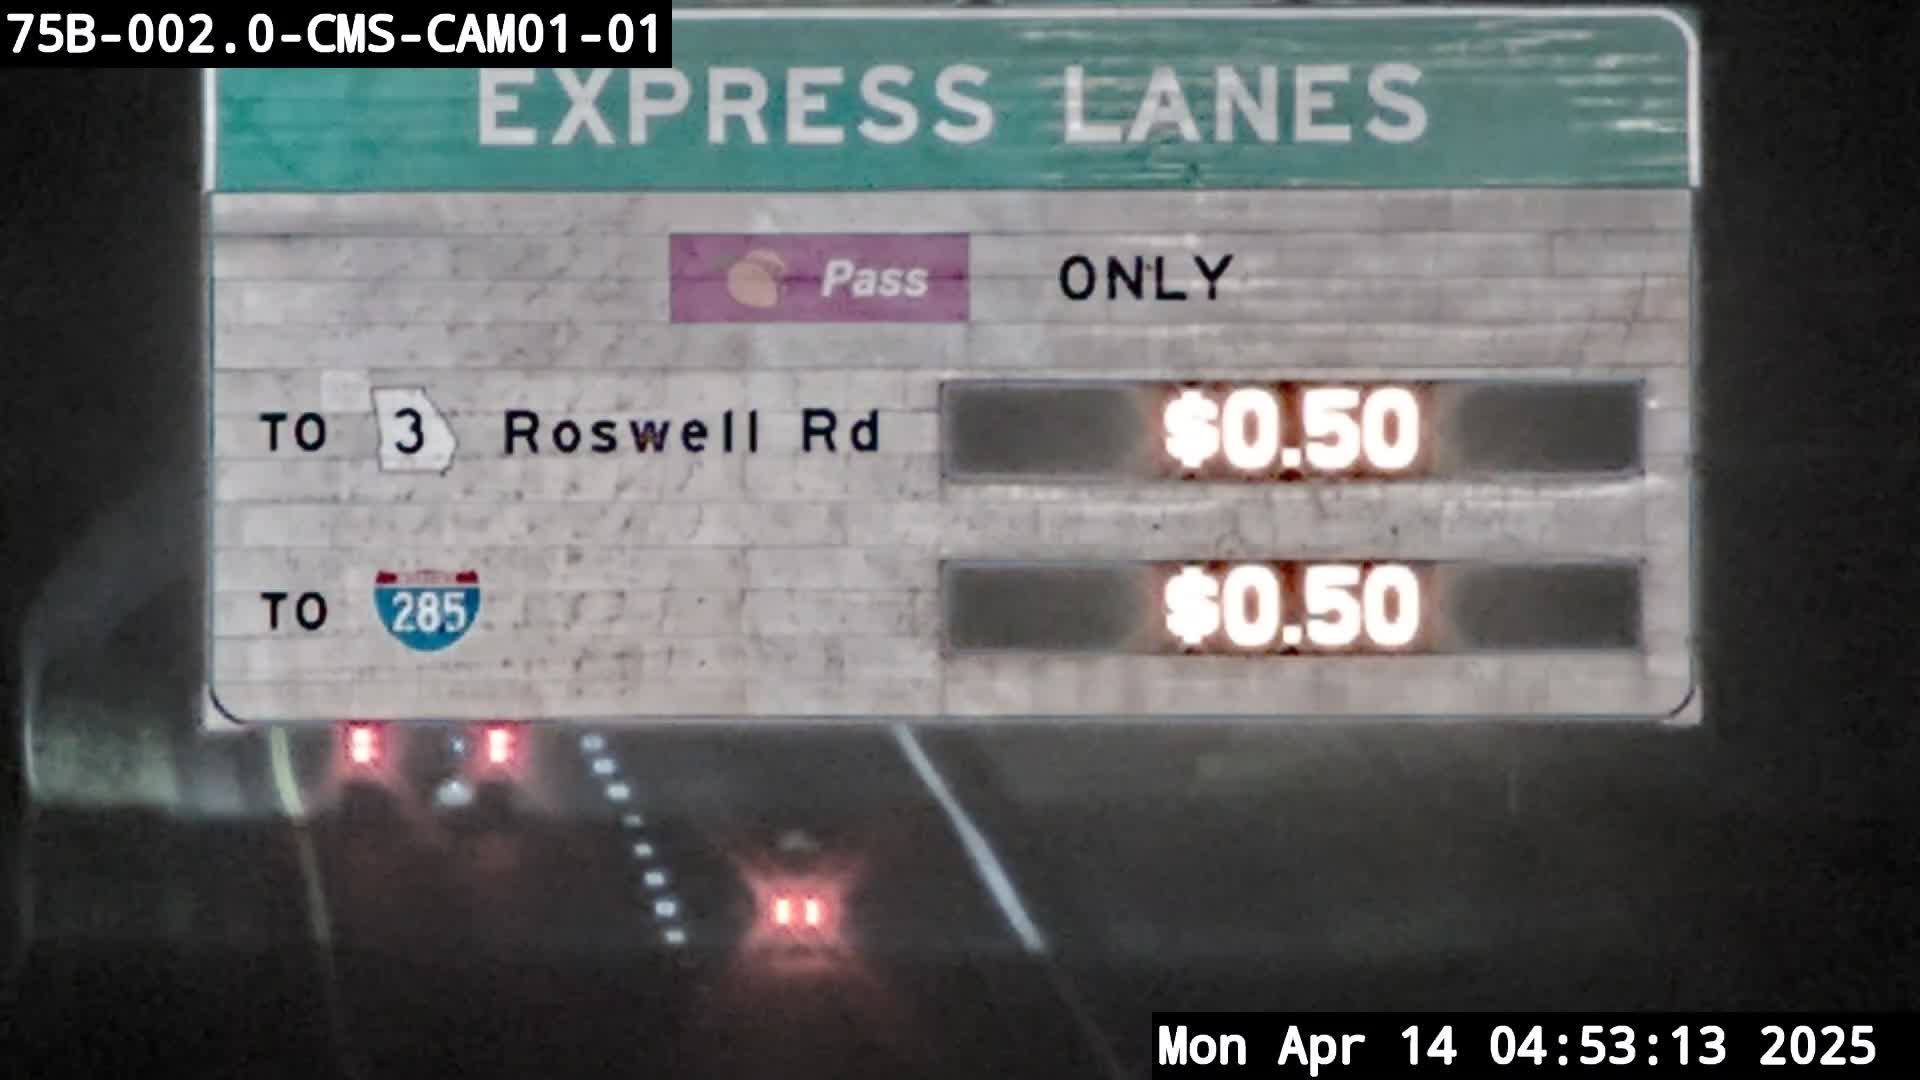 75B-002.0-CMS-CAM01-01
EXPRESS LANES
Pass ONLY
TO 3 Roswell Rd $0.50
TO 285 $0.50
Mon Apr 14 04:53:13 2025